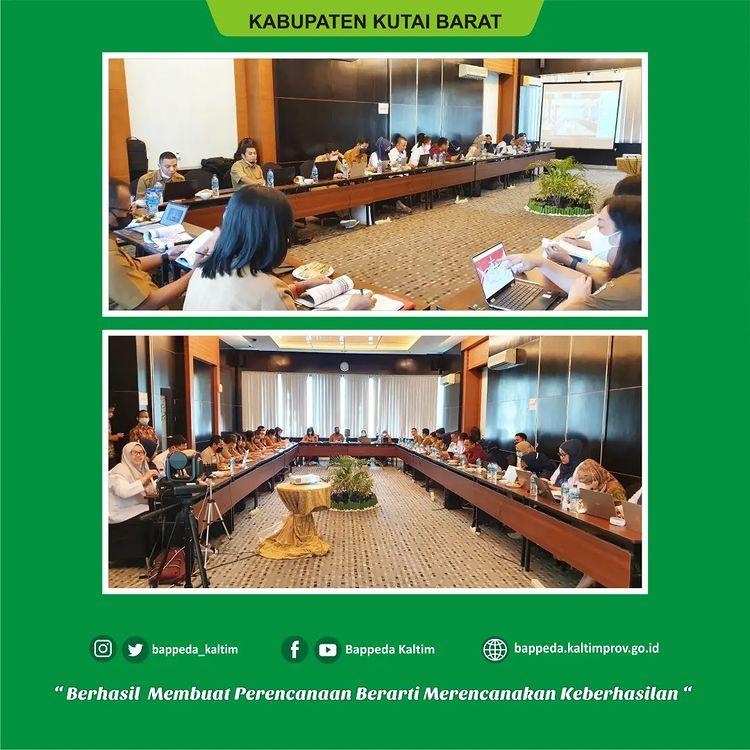 KABUPATEN KUTAI BARAT
bappeda_kaltim
Bappeda Kaltim
bappeda.kaltimprov.go.id
“ Berhasil Membuat Perencanaan Berarti Merencanakan Keberhasilan “